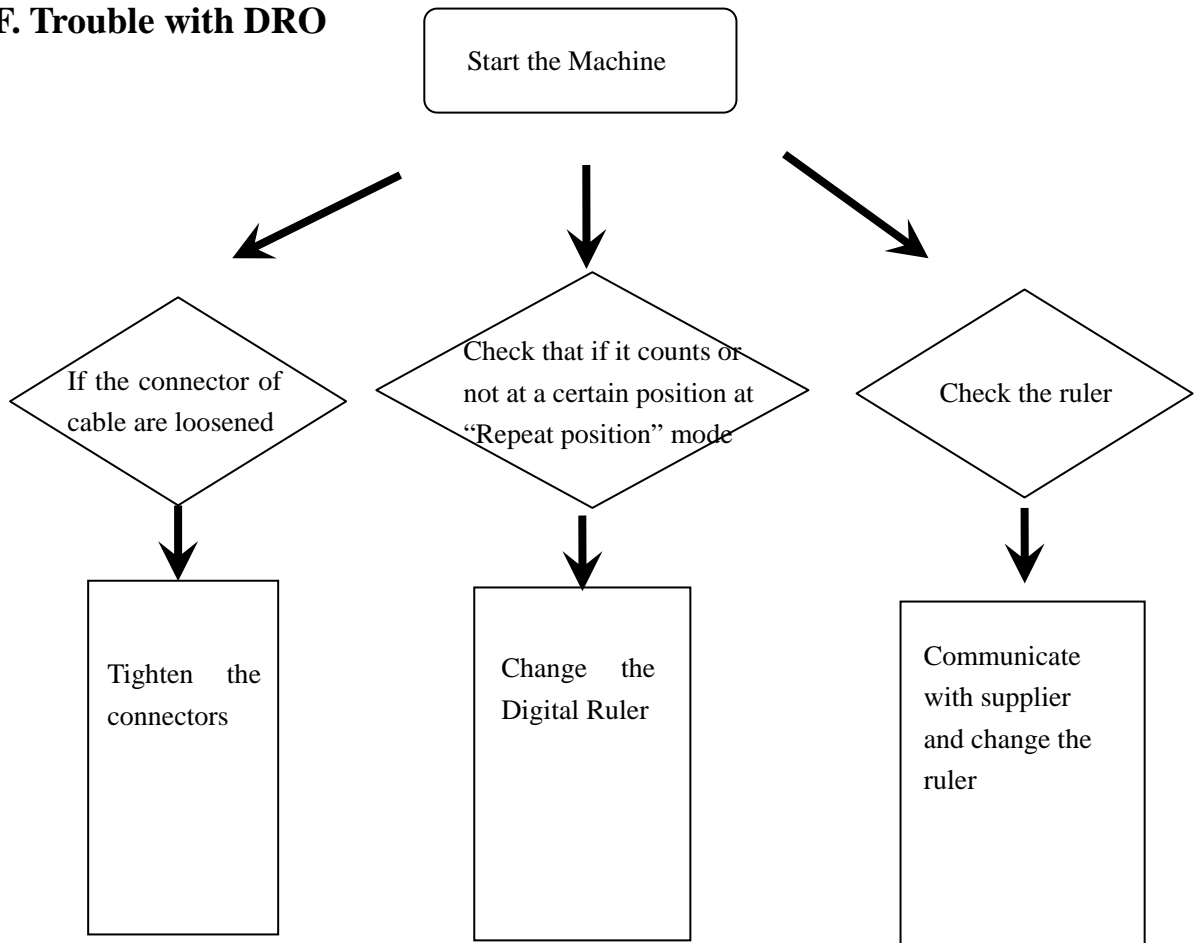 F. Trouble with DRO
Start the Machine
If the connector of
cable are loosened
Check that if it counts or
not at a certain position at
“Repeat position” mode
Check the ruler
Tighten the
connectors
Change the
Digital Ruler
Communicate
with supplier
and change the
ruler